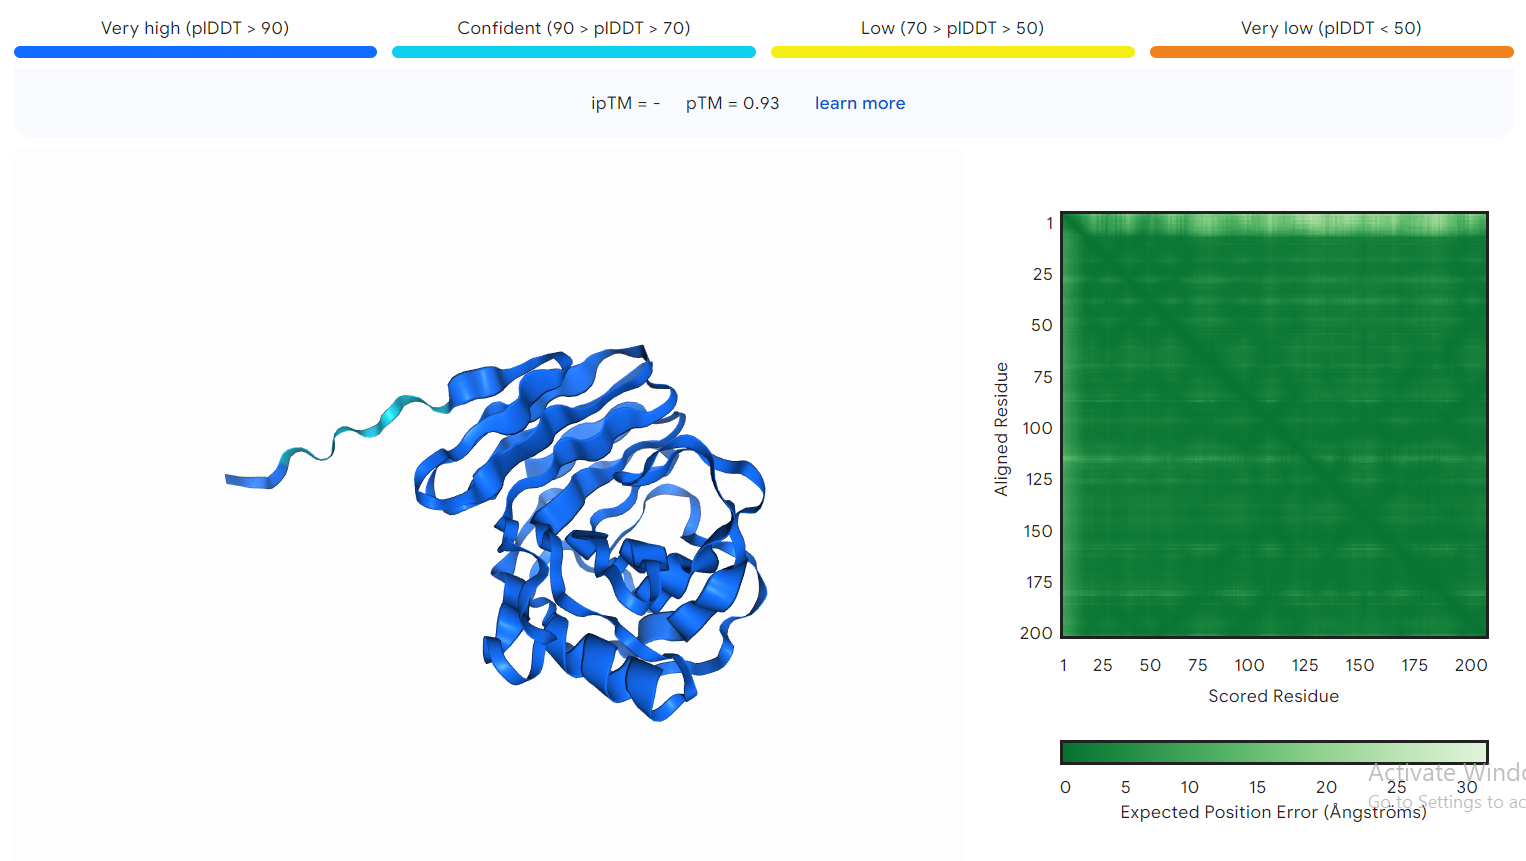 Very high (plDDT > 90)
Confident (90 > plDDT > 70)
Low (70 > plDDT > 50)
Very low (plDDT < 50)
ipTM = - pTM = 0.93 learn more
1
25
50
75
100
125
150
175
200
Aligned Residue
1 25 50 75 100 125 150 175 200
Scored Residue
0 5 10 15 20 25 30
Expected Position Error (Ångströms)
Activate Windo
Go to Settings to ac